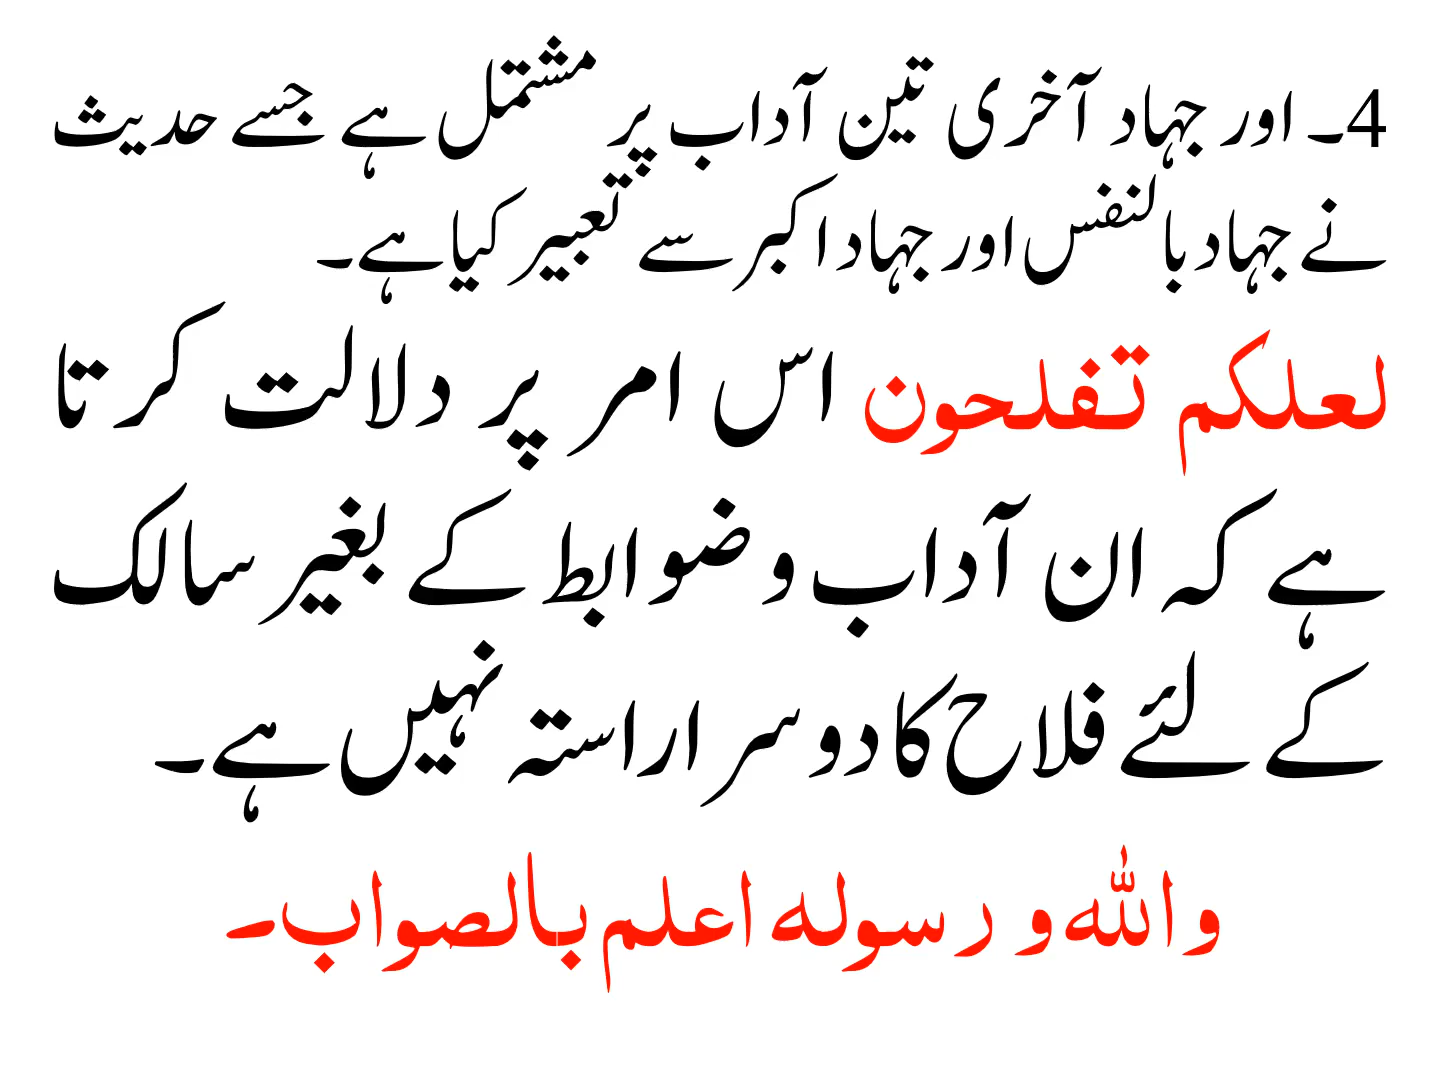 4۔ اور جہاد آخری تین آداب پر مشتمل ہے جسے حدیث
نے جہاد بالنفس اور جہاد اکبر سے تعبیر کیا ہے۔
لعلکم تفلحون اس امر پر دلالت کرتا
ہے کہ ان آداب و ضوابط کے بغیر سالک
کے لئے فلاح کا دوسرا راستہ نہیں ہے۔
و اللہ و رسولہ اعلم بالصواب۔